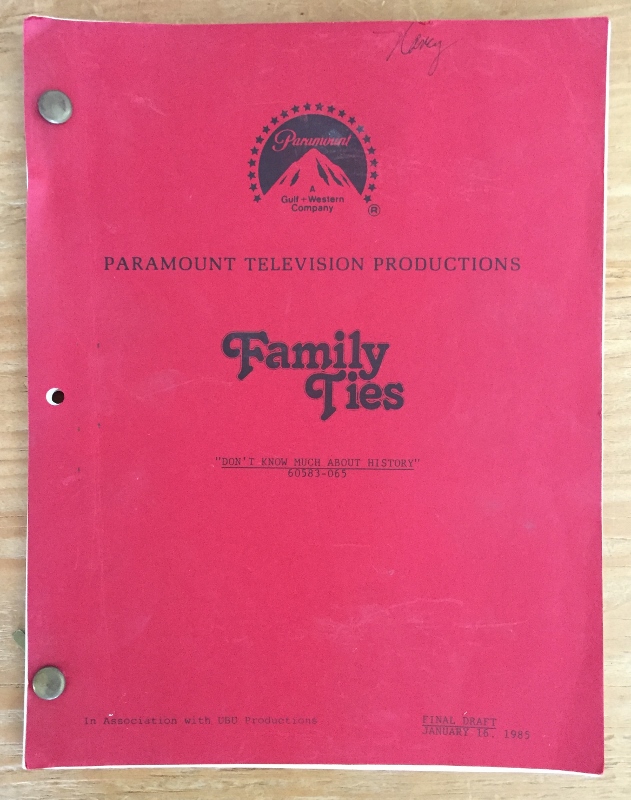 Paramount
A
Gulf + Western
Company
®
PARAMOUNT TELEVISION PRODUCTIONS
Family
Ties
"DON'T KNOW MUCH ABOUT HISTORY"
60583-065
In Association with UBU Productions
FINAL DRAFT
JANUARY 16, 1985